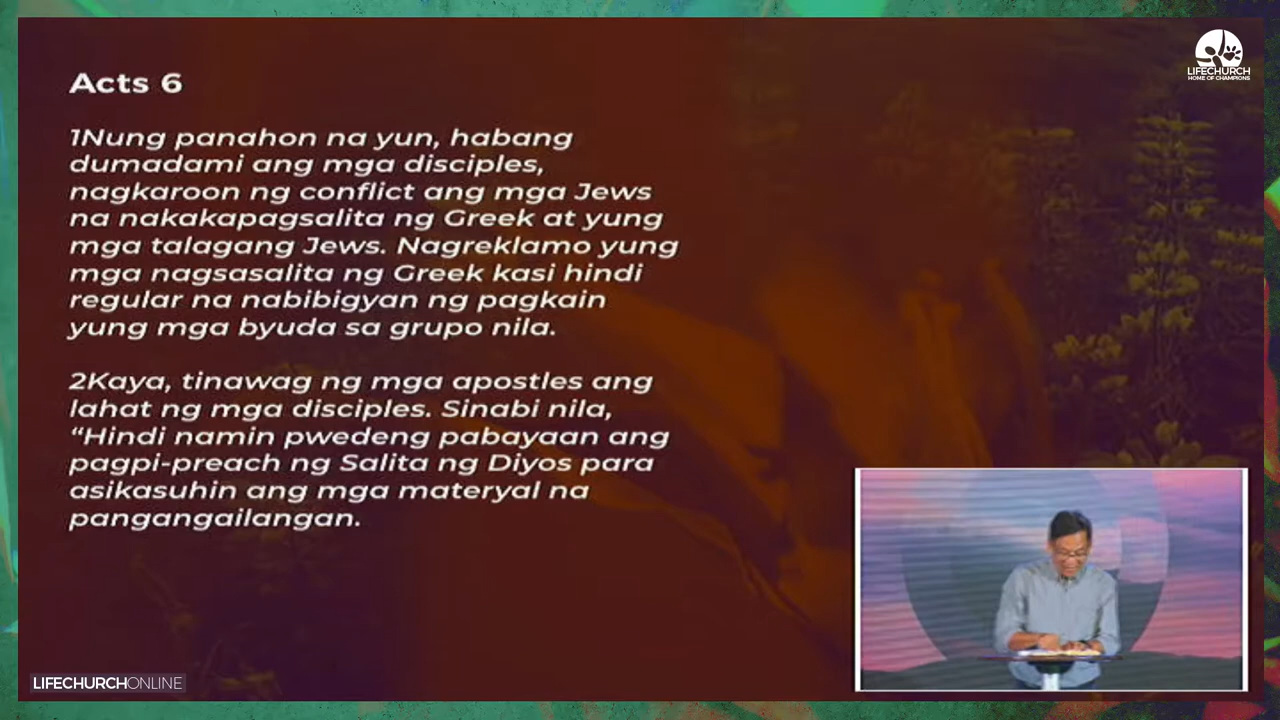 LIFECHURCH
HOME OF CHAMPIONS
Acts 6
1Nung panahon na yun, habang
dumadami ang mga disciples,
nagkaroon ng conflict ang mga Jews
na nakakapagsalita ng Greek at yung
mga talagang Jews. Nagreklamo yung
mga nagsasalita ng Greek kasi hindi
regular na nabibigyan ng pagkain
yung mga byuda sa grupo nila.
2Kaya, tinawag ng mga apostles ang
lahat ng mga disciples. Sinabi nila,
“Hindi namin pwedeng pabayaan ang
pagpi-preach ng Salita ng Diyos para
asikasuhin ang mga materyal na
pangangailangan.
LIFECHURCHONLINE